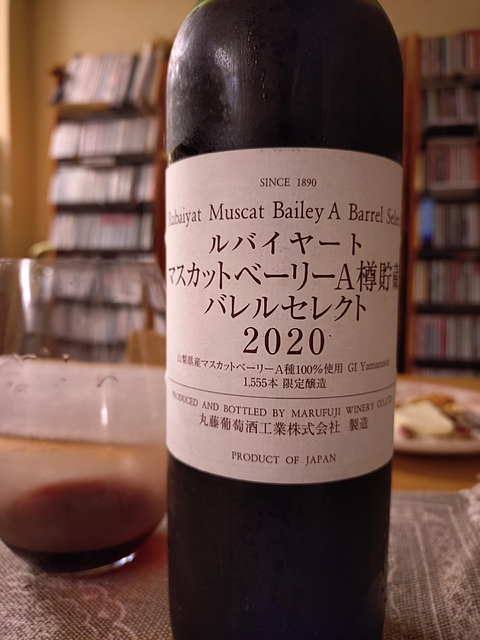 SINCE 1890
Rubaiyat Muscat Bailey A Barrel Select
ルバイヤート
マスカットベーリーA樽貯蔵
バレルセレクト
2020
山梨県産マスカットベーリーA種100%使用 GI Yamanashi
1,555本 限定醸造
PRODUCED AND BOTTLED BY MARUFUJI WINERY CO.,LTD
丸藤葡萄酒工業株式会社 製造
PRODUCT OF JAPAN